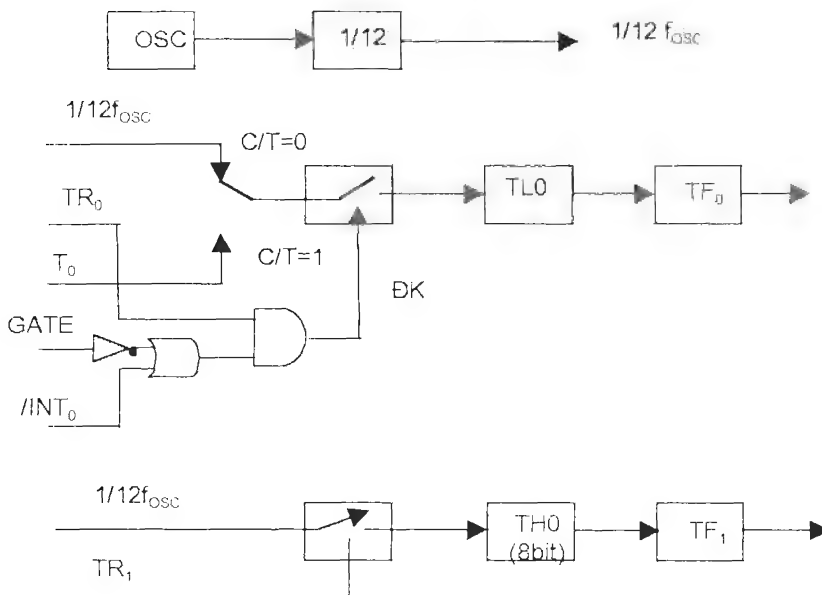 OSC
1/12
1/12 fOSC
1/12fOSC
C/T=0
TR0
TL0
TF0
T0
C/T=1
ĐK
GATE
/INT0
1/12fOSC
TH0
(8bit)
TF1
TR1